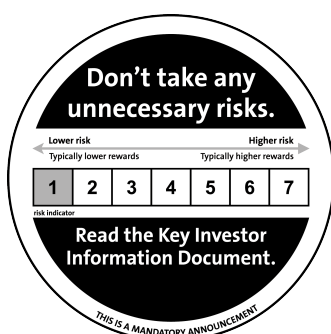 Don't take any
unnecessary risks.
Lower risk Higher risk
Typically lower rewards Typically higher rewards
1 2 3 4 5 6 7
risk indicator
Read the Key Investor
Information Document.
THIS IS A MANDATORY ANNOUNCEMENT